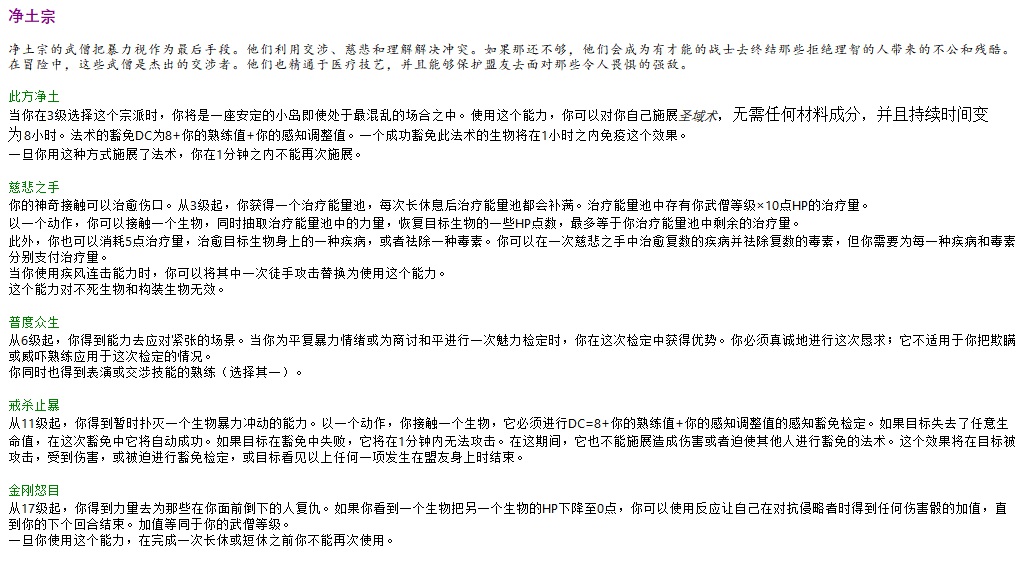 净土宗
净土宗的武僧把暴力视作为最后手段。他们利用交涉、慈悲和理解解决冲突。如果那还不够，他们会成为有才能的战士去终结那些拒绝理智的人带来的不公和残酷。
在冒险中，这些武僧是杰出的交涉者。他们也精通于医疗技艺，并且能够保护盟友去面对那些令人畏惧的强敌。
此方净土
当你在3级选择这个宗派时，你将是一座安定的小岛即使处于最混乱的场合之中。使用这个能力，你可以对你自己施展圣域术，无需任何材料成分，并且持续时间变
为8小时。法术的豁免DC为8+你的熟练值+你的感知调整值。一个成功豁免此法术的生物将在1小时之内免疫这个效果。
一旦你用这种方式施展了法术，你在1分钟之内不能再次施展。
慈悲之手
你的神奇接触可以治愈伤口。从3级起，你获得一个治疗能量池，每次长休息后治疗能量池都会补满。治疗能量池中存有你武僧等级×10点HP的治疗量。
以一个动作，你可以接触一个生物，同时抽取治疗能量池中的力量，恢复目标生物的一些HP点数，最多等于你治疗能量池中剩余的治疗量。
此外，你也可以消耗5点治疗量，治愈目标生物身上的一种疾病，或者祛除一种毒素。你可以在一次慈悲之手中治愈复数的疾病并祛除复数的毒素，但你需要为每一种疾病和毒素
分别支付治疗量。
当你使用疾风连击能力时，你可以将其中一次徒手攻击替换为使用这个能力。
这个能力对不死生物和构装生物无效。
普度众生
从6级起，你得到能力去应对紧张的场景。当你为平复暴力情绪或为商讨和平进行一次魅力检定时，你在这次检定中获得优势。你必须真诚地进行这次恳求；它不适用于你把欺瞒
或威吓熟练应用于这次检定的情况。
你同时也得到表演或交涉技能的熟练（选择其一）。
戒杀止暴
从11级起，你得到暂时扑灭一个生物暴力冲动的能力。以一个动作，你接触一个生物，它必须进行DC=8+你的熟练值+你的感知调整值的感知豁免检定。如果目标失去了任意生
命值，在这次豁免中它将自动成功。如果目标在豁免中失败，它将在1分钟内无法攻击。在这期间，它也不能施展造成伤害或者迫使其他人进行豁免的法术。这个效果将在目标被
攻击，受到伤害，或被迫进行豁免检定，或目标看见以上任何一项发生在盟友身上时结束。
金刚怒目
从17级起，你得到力量去为那些在你面前倒下的人复仇。如果你看到一个生物把另一个生物的HP下降至0点，你可以使用反应让自己在对抗侵略者时得到任何伤害骰的加值，直
到你的下个回合结束。加值等同于你的武僧等级。
一旦你使用这个能力，在完成一次长休或短休之前你不能再次使用。